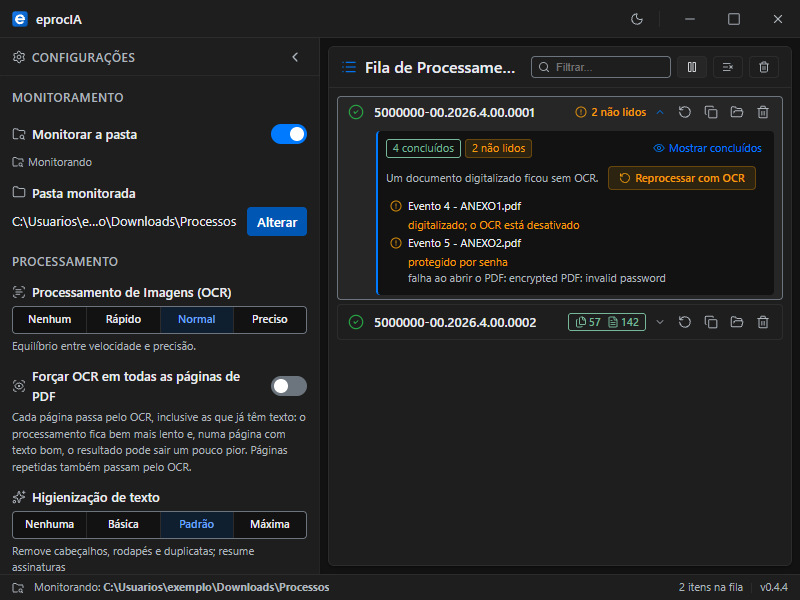 eprocIA
CONFIGURAÇÕES
MONITORAMENTO
Monitorar a pasta
Monitorando
Pasta monitorada
C:\Usuarios\e...o\Downloads\Processos
Alterar
PROCESSAMENTO
Processamento de Imagens (OCR)
Nenhum Rápido Normal Preciso
Equilíbrio entre velocidade e precisão.
Forçar OCR em todas as páginas de
PDF
Cada página passa pelo OCR, inclusive as que já têm texto: o
processamento fica bem mais lento e, numa página com
texto bom, o resultado pode sair um pouco pior. Páginas
repetidas também passam pelo OCR.
Higienização de texto
Nenhuma Básica Padrão Máxima
Remove cabeçalhos, rodapés e duplicatas; resume
assinaturas
Fila de Processame...
Filtrar...
5000000-00.2026.4.00.0001
2 não lidos
4 concluídos 2 não lidos
Mostrar concluídos
Um documento digitalizado ficou sem OCR.
Reprocessar com OCR
Evento 4 - ANEXO1.pdf
digitalizado; o OCR está desativado
Evento 5 - ANEXO2.pdf
protegido por senha
falha ao abrir o PDF: encrypted PDF: invalid password
5000000-00.2026.4.00.0002
57 142
Monitorando: C:\Usuarios\exemplo\Downloads\Processos
2 itens na fila
v0.4.4